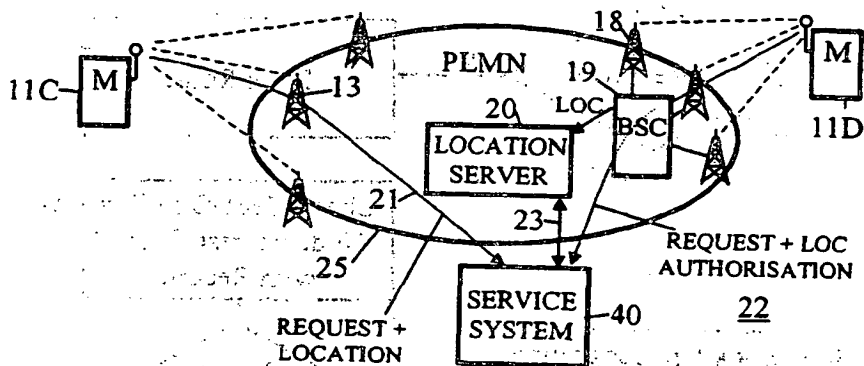 18
M
M
PLMN
19
11C
13
20
LOC
BSC
11D
LOCATION
SERVER
21
23
REQUEST + LOC
AUTHORISATION
25
22
SERVICE
SYSTEM
40
REQUEST +
LOCATION